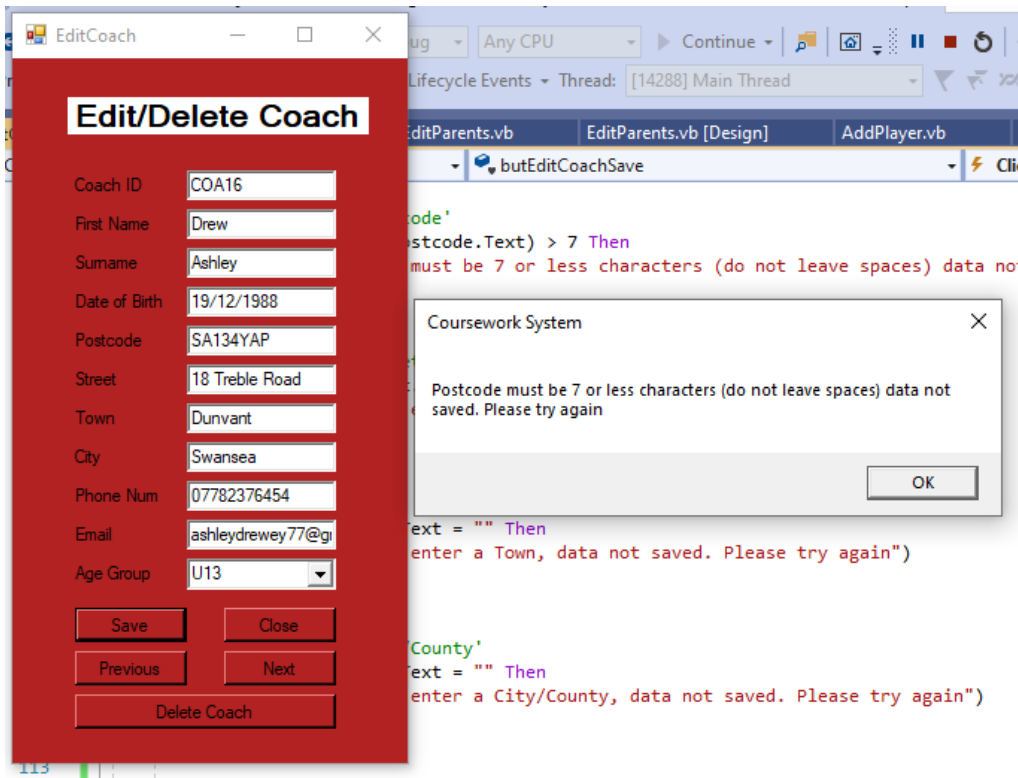 EditCoach
ug Any CPU Continue
Lifecycle Events Thread: [14288] Main Thread
Edit/Delete Coach
EditParents.vb EditParents.vb [Design] AddPlayer.vb
butEditCoachSave Cli
Coach ID COA16
ode'
First Name Drew
ostcode.Text) > 7 Then
Surname Ashley
must be 7 or less characters (do not leave spaces) data no
Date of Birth 19/12/1988
Postcode SA134YAP
Street 18 Treble Road
Town Dunvant
City Swansea
Phone Num 07782376454
Email ashleydrewey77@g
Age Group U13
Save Close
Previous Next
Delete Coach
Coursework System
Postcode must be 7 or less characters (do not leave spaces) data not
saved. Please try again
OK
ext = "" Then
enter a Town, data not saved. Please try again")
/County'
ext = "" Then
enter a City/County, data not saved. Please try again")
113